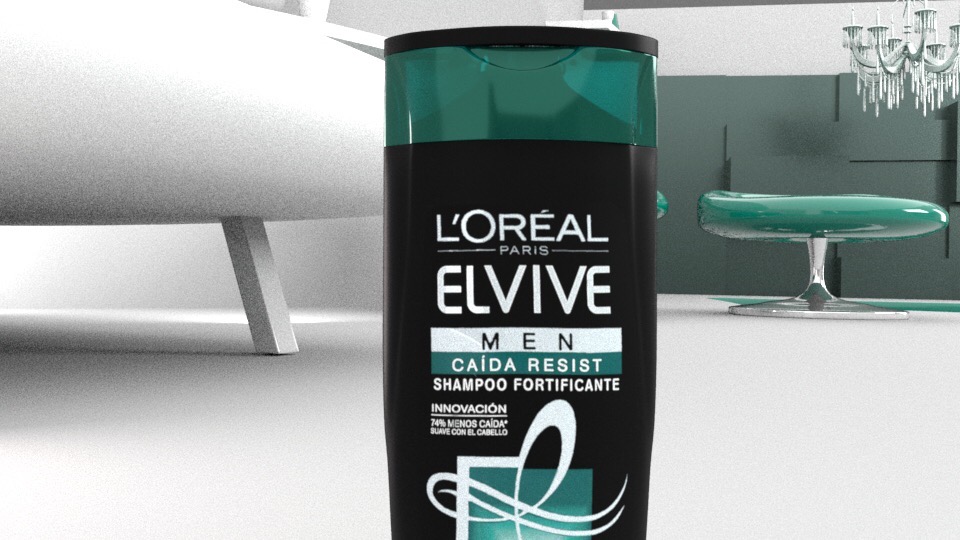 L'ORÉAL
PARIS
ELVIVE
MEN
CAÍDA RESIST
SHAMPOO FORTIFICANTE
INNOVACIÓN
74% MENOS CAÍDA*
SUAVE CON EL CABELLO